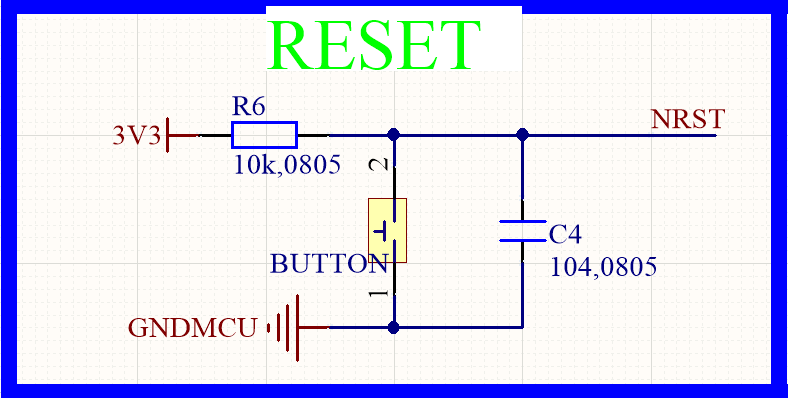 RESET
R6
3V3
NRST
10k,0805
2
C4
BUTTON
104,0805
1
GNDMCU